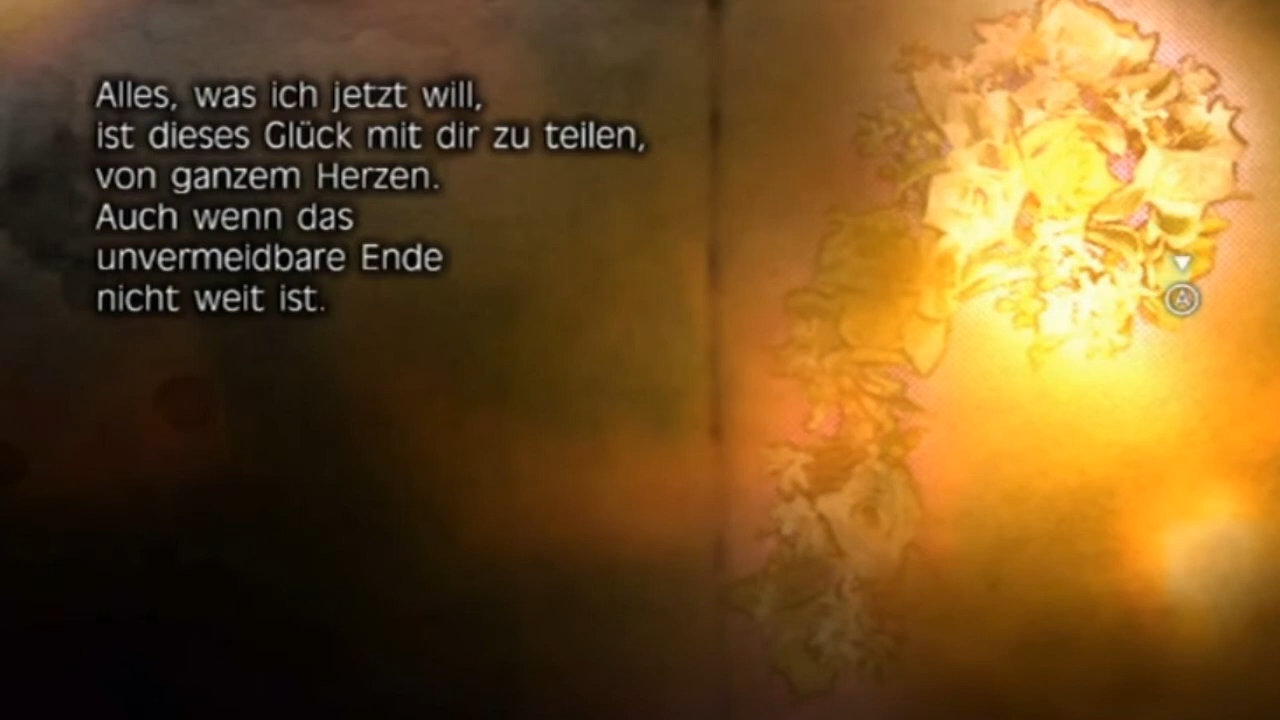 Alles, was ich jetzt will,
ist dieses Glück mit dir zu teilen,
von ganzem Herzen.
Auch wenn das
unvermeidbare Ende
nicht weit ist.
A